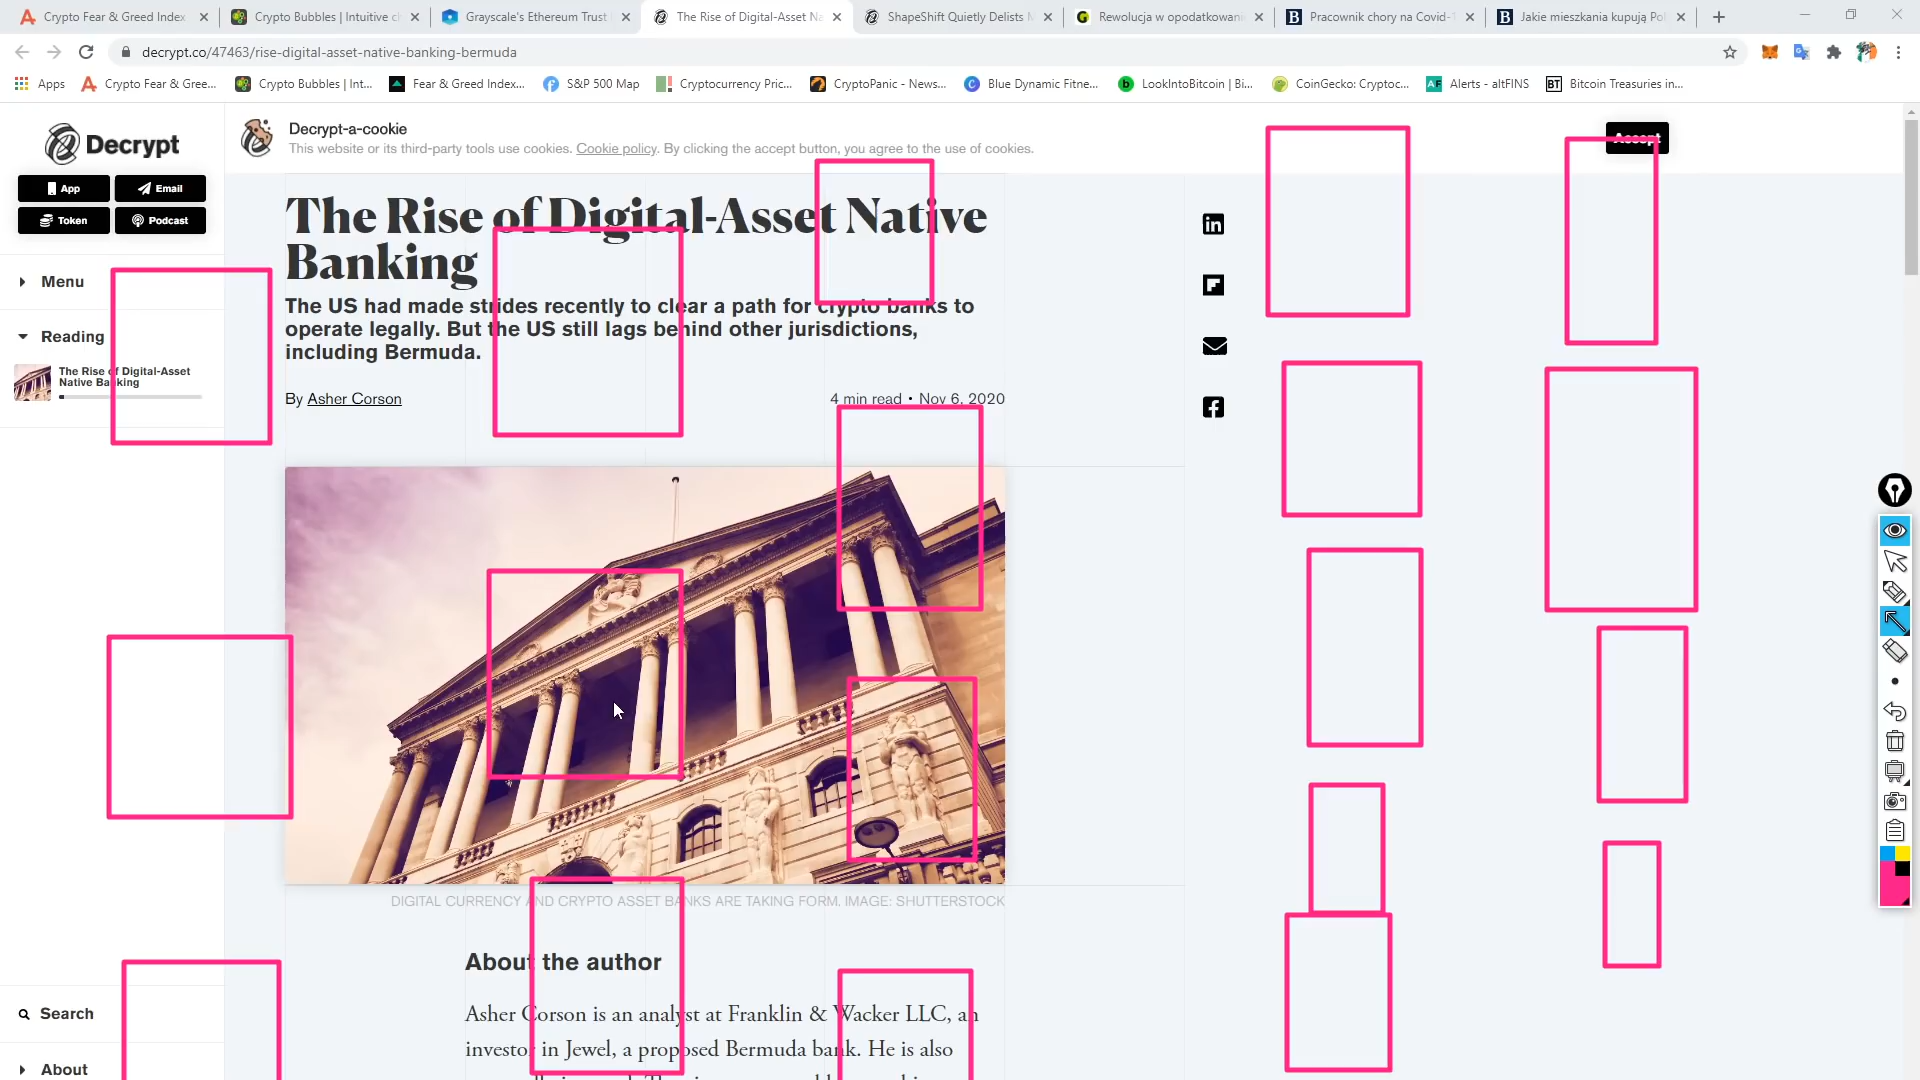 Crypto Fear & Greed Index
Crypto Bubbles | Intuitive
Grayscale's Ethereum Trust
The Rise of Digital-Asset Na
ShapeShift Quietly Delists
Rewolucja w opodatkowani
Pracownik chory na Covid-
Jakie mieszkania kupują Pol
decrypt.co/47463/rise-digital-asset-native-banking-bermuda
Apps
Crypto Fear & Gree...
Crypto Bubbles | Int...
Fear & Greed Index...
S&P 500 Map
Cryptocurrency Pric...
CryptoPanic - News...
Blue Dynamic Fitne...
LookIntoBitcoin | Bi...
CoinGecko: Cryptoc...
Alerts - altFINS
Bitcoin Treasuries in...
Decrypt
App
Email
Token
Podcast
Menu
Reading
The Rise of Digital-Asset
Native Banking
Search
About
Decrypt-a-cookie
This website or its third-party tools use cookies. Cookie policy. By clicking the accept button, you agree to the use of cookies.
Accept
The Rise of Digital-Asset Native
Banking
The US had made strides recently to clear a path for crypto banks to
operate legally. But the US still lags behind other jurisdictions,
including Bermuda.
By Asher Corson
4 min read • Nov 6, 2020
DIGITAL CURRENCY AND CRYPTO ASSET BANKS ARE TAKING FORM. IMAGE: SHUTTERSTOCK
About the author
Asher Corson is an analyst at Franklin & Wacker LLC, an
investor in Jewel, a proposed Bermuda bank. He is also